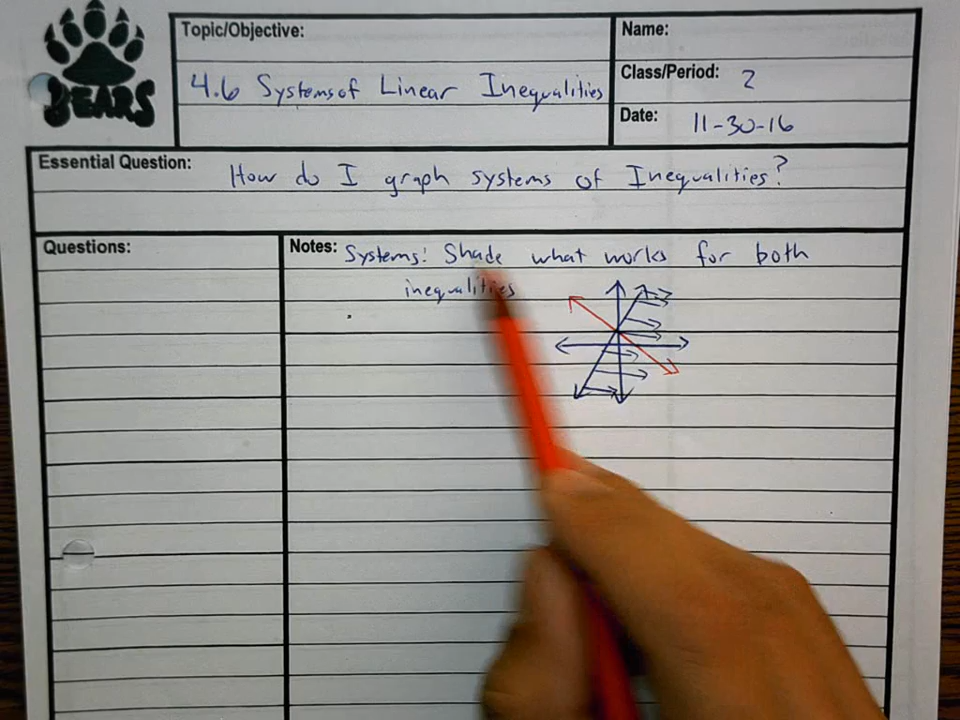 BEARS
Topic/Objective:
4.6 Systems of Linear Inequalities
Name:
Class/Period: 2
Date: 11-30-16
Essential Question: How do I graph systems of Inequalities?
Questions:
Notes: Systems: Shade what works for both
inequalities